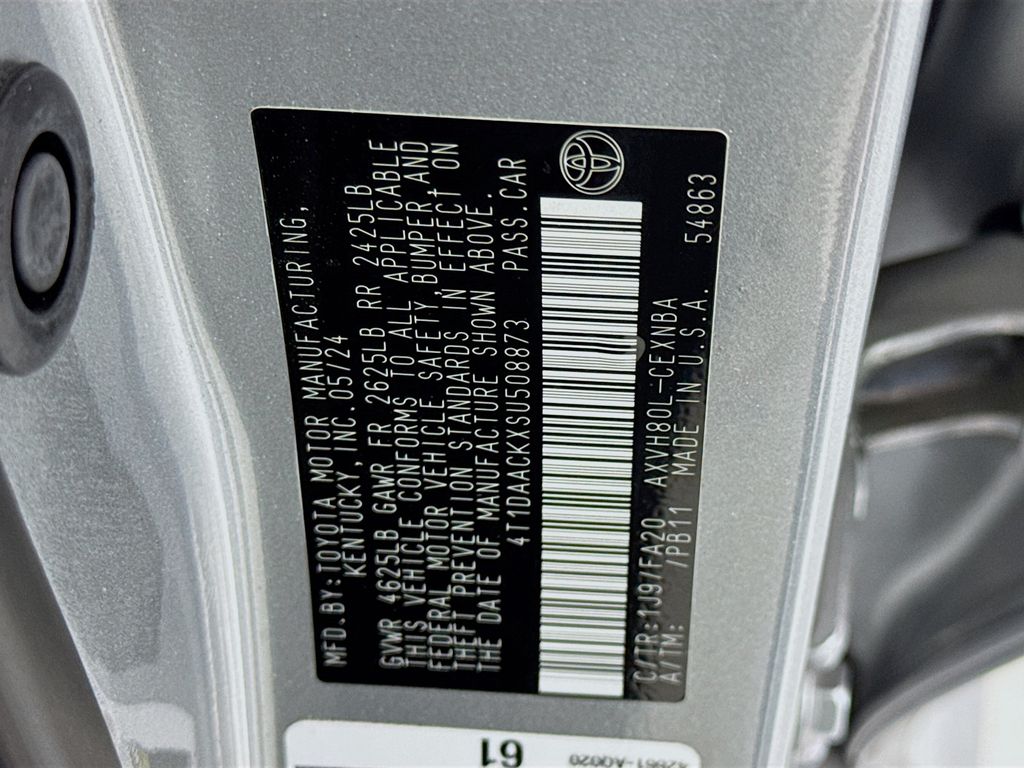 MFD.BY:TOYOTA MOTOR MANUFACTURING,
KENTUCKY, INC. 05/24
GVWR 4625LB GAWR FR 2625LB RR 2425LB
THIS VEHICLE CONFORMS TO ALL APPLICABLE
FEDERAL MOTOR VEHICLE SAFETY, BUMPER, AND
THEFT PREVENTION STANDARDS IN EFFECT ON
THE DATE OF MANUFACTURE SHOWN ABOVE.
4T1DAACKXSU508873 PASS.CAR
C/TR: 1J9/FA20 AXVH80L-CEXNBA
A/TM: /PB11 MADE IN U.S.A. 54863
61
42661-AQ020